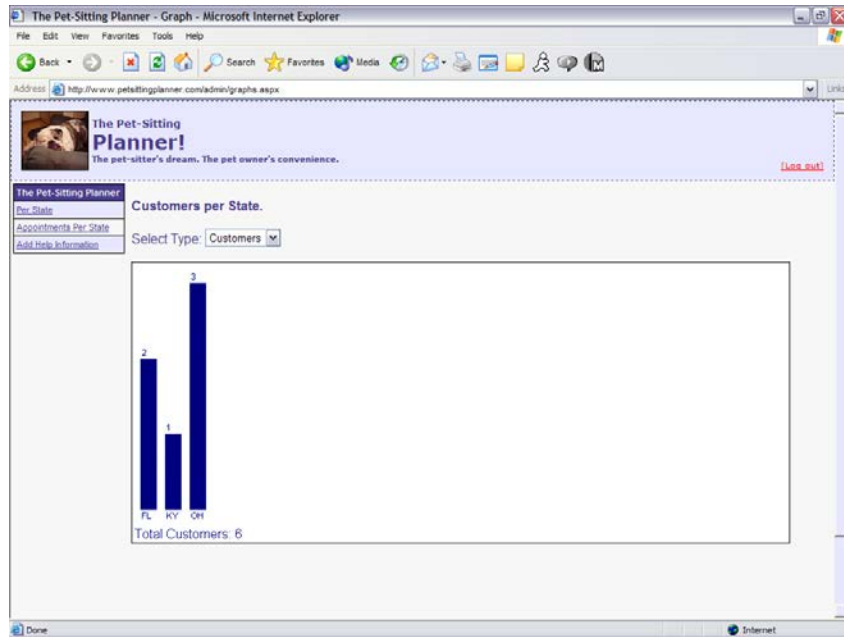 The Pet-Sitting Planner - Graph - Microsoft Internet Explorer
File Edit View Favorites Tools Help
Back Search Favorites Media
Address http://www.petsittingplanner.com/admin/graphs.aspx Links
The Pet-Sitting
Planner!
The pet-sitter's dream. The pet owner's convenience.
[Log out]
The Pet-Sitting Planner
Per State
Appointments Per State
Add Help Information
Customers per State.
Select Type: Customers
3
2
1
FL KY OH
Total Customers: 6
Done Internet